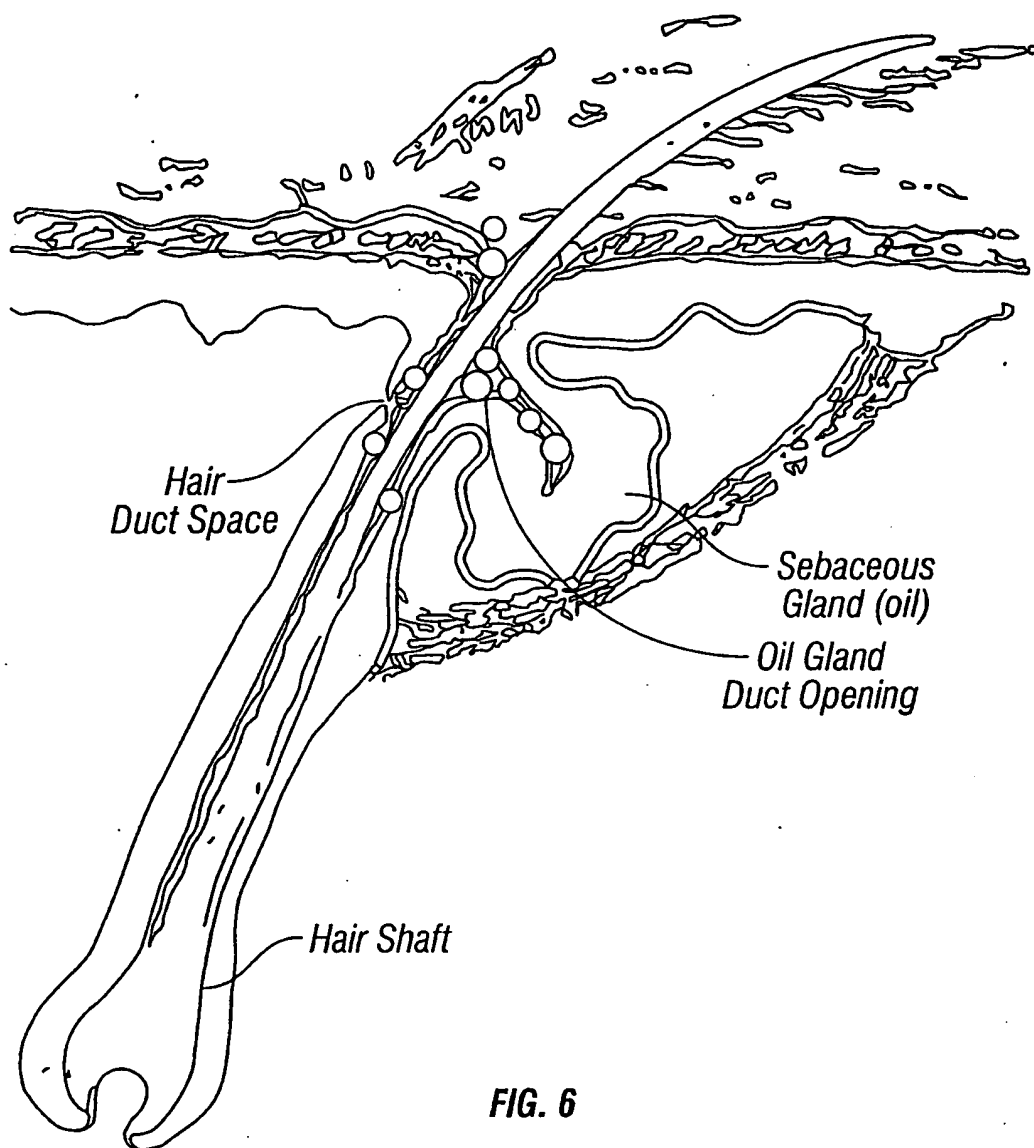 Hair
Duct Space
Sebaceous
Gland (oil)
Oil Gland
Duct Opening
Hair Shaft
FIG. 6